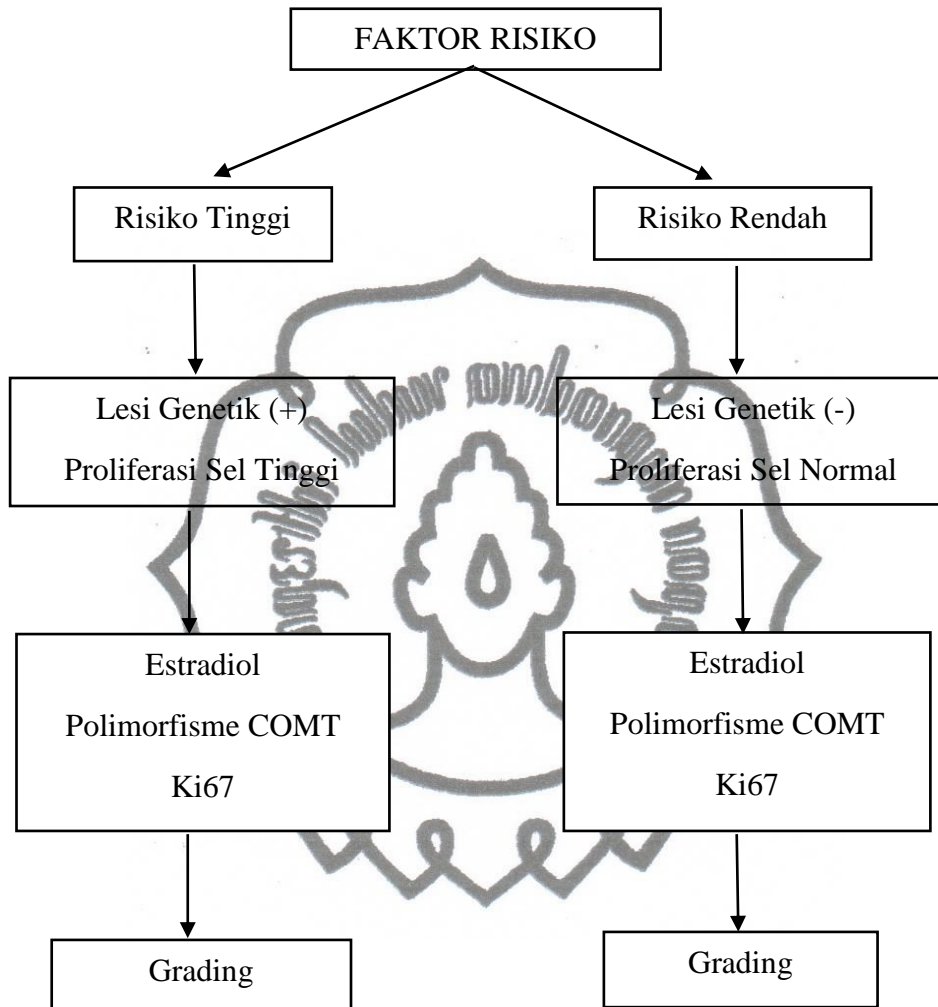 FAKTOR RISIKO
Risiko Tinggi
Risiko Rendah
Lesi Genetik (+)
Proliferasi Sel Tinggi
Lesi Genetik (-)
Proliferasi Sel Normal
Estradiol
Polimorfisme COMT
Ki67
Estradiol
Polimorfisme COMT
Ki67
Grading
Grading